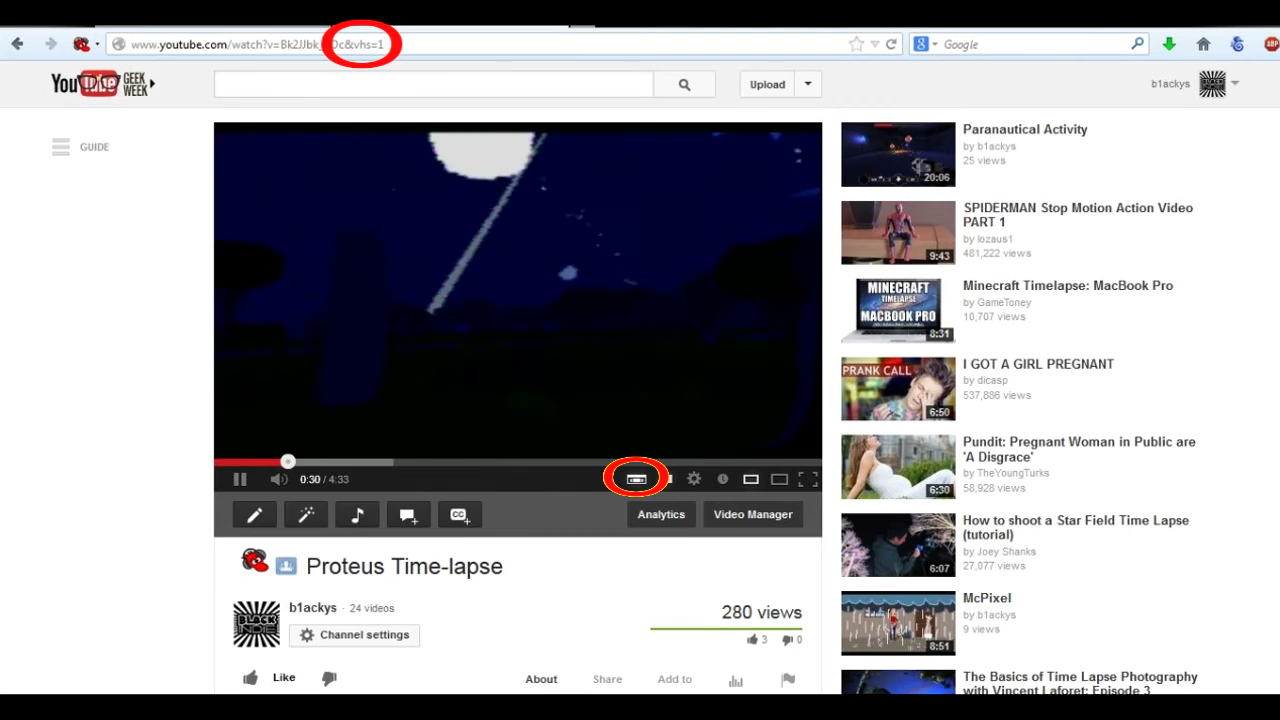 www.youtube.com/watch?v=Bk2JJbk_ Dc&vhs=1
Google
ABP
YouTube GEEK WEEK
Upload
b1ackys
GUIDE
0:30 / 4:33
CC
Analytics
Video Manager
Proteus Time-lapse
BLACK
INDIE
b1ackys · 24 videos
Channel settings
280 views
3
0
Like
About
Share
Add to
20:06
Paranautical Activity
by b1ackys
25 views
9:43
SPIDERMAN Stop Motion Action Video
PART 1
by lozaus1
481,222 views
MINECRAFT
TIMELAPSE
MACBOOK PRO
8:31
Minecraft Timelapse: MacBook Pro
by GameToney
10,707 views
PRANK CALL
6:50
I GOT A GIRL PREGNANT
by dicasp
537,886 views
6:30
Pundit: Pregnant Woman in Public are
'A Disgrace'
by TheYoungTurks
58,928 views
6:07
How to shoot a Star Field Time Lapse
(tutorial)
by Joey Shanks
27,077 views
8:51
McPixel
by b1ackys
9 views
The Basics of Time Lapse Photography
with Vincent Laforet: Episode 3